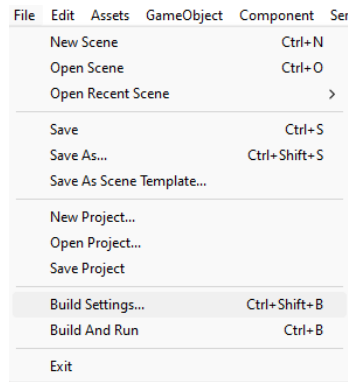 File Edit Assets GameObject Component Ser
New Scene Ctrl+N
Open Scene Ctrl+O
Open Recent Scene >
Save Ctrl+S
Save As... Ctrl+Shift+S
Save As Scene Template...
New Project...
Open Project...
Save Project
Build Settings... Ctrl+Shift+B
Build And Run Ctrl+B
Exit